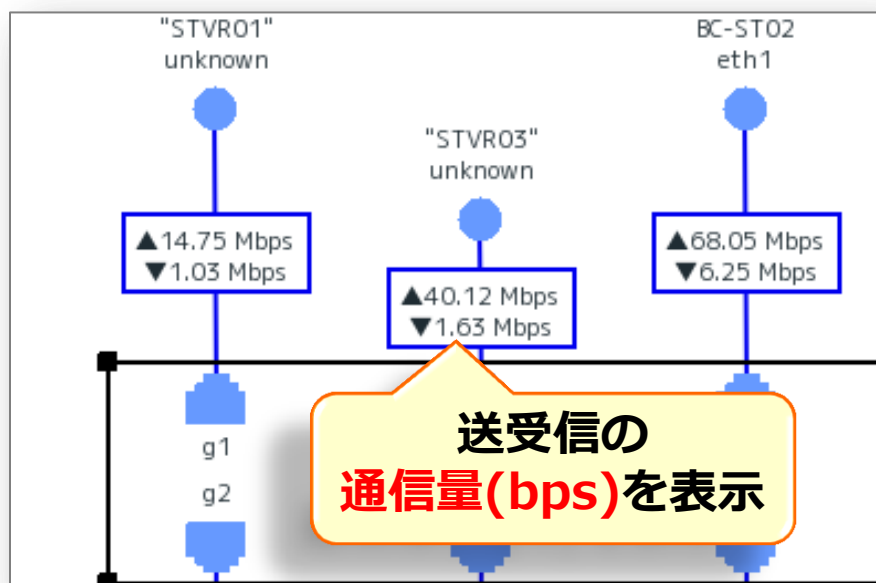 "STVR01"
unknown
BC-ST02
eth1
"STVR03"
unknown
▲14.75 Mbps
▼1.03 Mbps
▲40.12 Mbps
▼1.63 Mbps
▲68.05 Mbps
▼6.25 Mbps
g1
g2
送受信の
通信量(bps)を表示